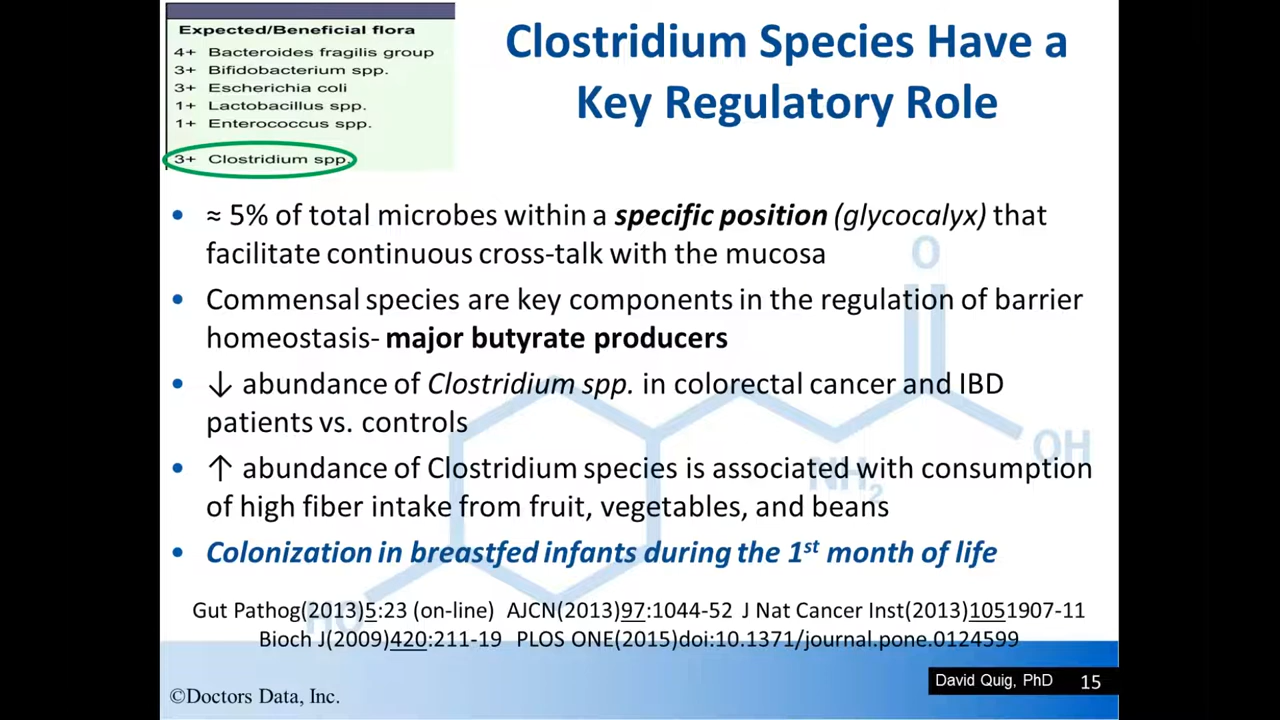 Expected/Beneficial flora
4+ Bacteroides fragilis group
3+ Bifidobacterium spp.
3+ Escherichia coli
1+ Lactobacillus spp.
1+ Enterococcus spp.
3+ Clostridium spp.
Clostridium Species Have a
Key Regulatory Role
• ≈ 5% of total microbes within a specific position (glycocalyx) that
facilitate continuous cross-talk with the mucosa
• Commensal species are key components in the regulation of barrier
homeostasis- major butyrate producers
• ↓ abundance of Clostridium spp. in colorectal cancer and IBD
patients vs. controls
• ↑ abundance of Clostridium species is associated with consumption
of high fiber intake from fruit, vegetables, and beans
• Colonization in breastfed infants during the 1st month of life
O
OH
NH2
HO
Gut Pathog(2013)5:23 (on-line) AJCN(2013)97:1044-52 J Nat Cancer Inst(2013)1051907-11
Bioch J(2009)420:211-19 PLOS ONE(2015)doi:10.1371/journal.pone.0124599
©Doctors Data, Inc.
David Quig, PhD 15